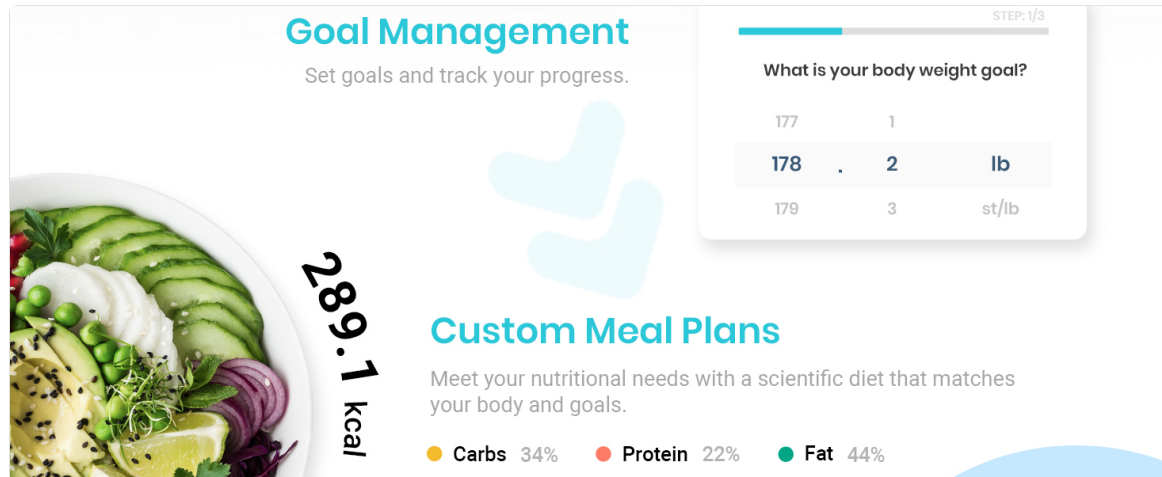 Goal Management
Set goals and track your progress.
STEP: 1/3
What is your body weight goal?
177 1
178 . 2 lb
179 3 st/lb
289.1 kcal
Custom Meal Plans
Meet your nutritional needs with a scientific diet that matches
your body and goals.
Carbs 34% Protein 22% Fat 44%